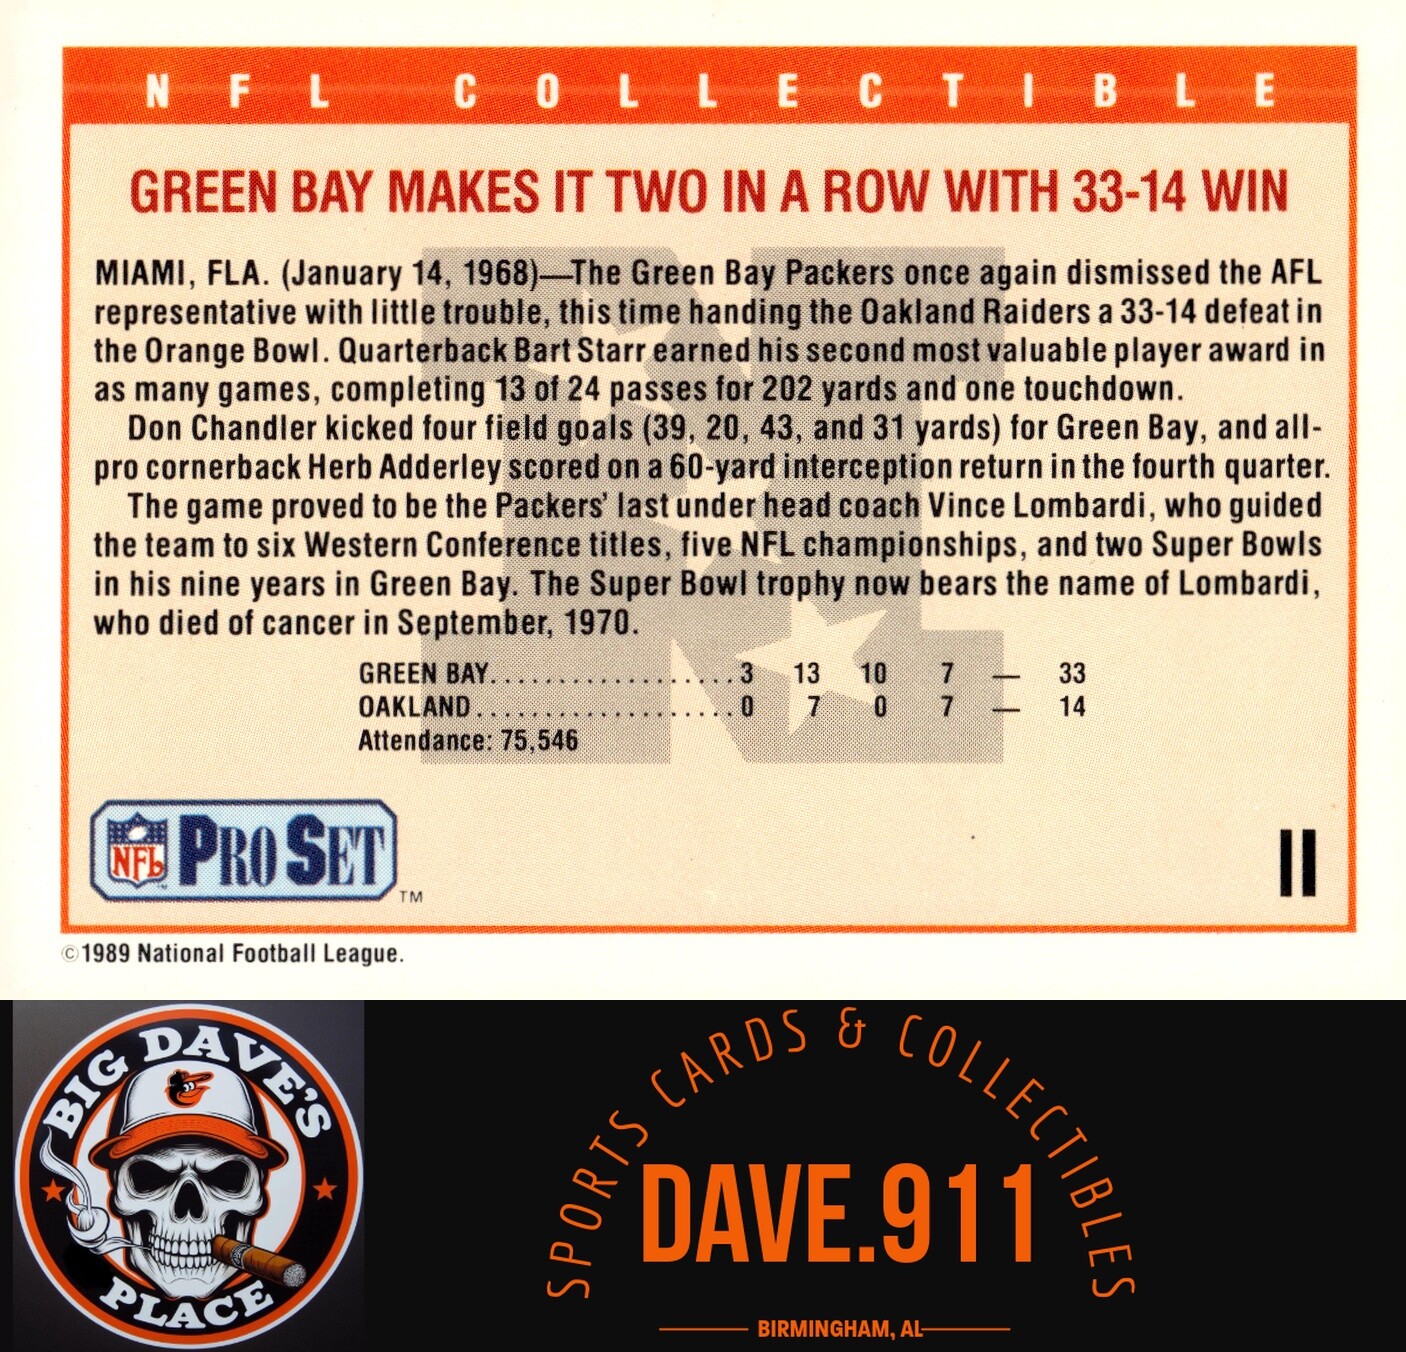 NFL COLLECTIBLE
GREEN BAY MAKES IT TWO IN A ROW WITH 33-14 WIN
MIAMI, FLA. (January 14, 1968)—The Green Bay Packers once again dismissed the AFL
representative with little trouble, this time handing the Oakland Raiders a 33-14 defeat in
the Orange Bowl. Quarterback Bart Starr earned his second most valuable player award in
as many games, completing 13 of 24 passes for 202 yards and one touchdown.
Don Chandler kicked four field goals (39, 20, 43, and 31 yards) for Green Bay, and all-
pro cornerback Herb Adderley scored on a 60-yard interception return in the fourth quarter.
The game proved to be the Packers' last under head coach Vince Lombardi, who guided
the team to six Western Conference titles, five NFL championships, and two Super Bowls
in his nine years in Green Bay. The Super Bowl trophy now bears the name of Lombardi,
who died of cancer in September, 1970.
GREEN BAY...................3 13 10 7 — 33
OAKLAND.....................0 7 0 7 — 14
Attendance: 75,546
NFL PRO SET TM
II
©1989 National Football League.
BIG DAVE'S
PLACE
SPORTS CARDS & COLLECTIBLES
DAVE.911
BIRMINGHAM, AL